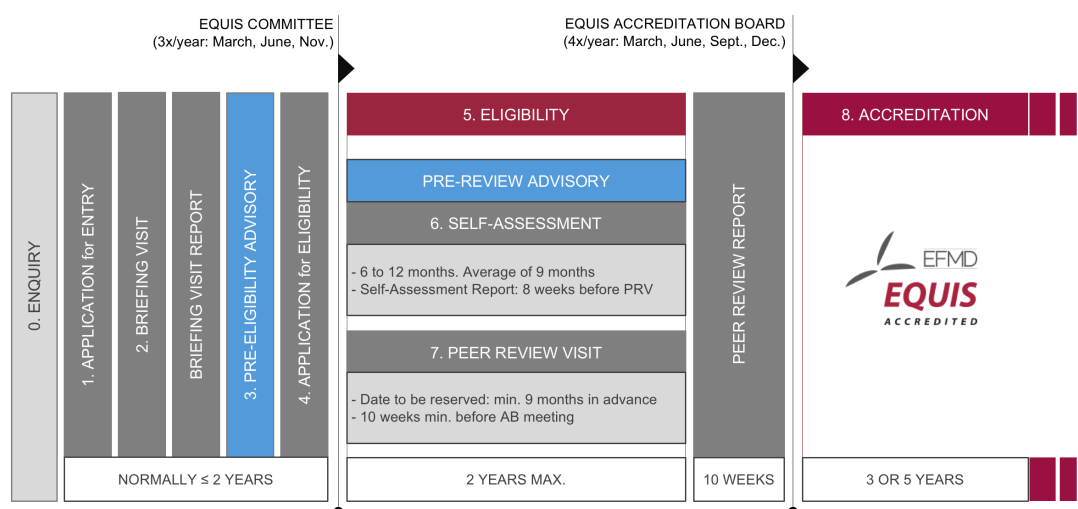 EQUIS COMMITTEE
(3x/year: March, June, Nov.)
EQUIS ACCREDITATION BOARD
(4x/year: March, June, Sept., Dec.)
0. ENQUIRY
1. APPLICATION for ENTRY
2. BRIEFING VISIT
BRIEFING VISIT REPORT
3. PRE-ELIGIBILITY ADVISORY
4. APPLICATION for ELIGIBILITY
NORMALLY ≤ 2 YEARS
5. ELIGIBILITY
PRE-REVIEW ADVISORY
6. SELF-ASSESSMENT
- 6 to 12 months. Average of 9 months
- Self-Assessment Report: 8 weeks before PRV
7. PEER REVIEW VISIT
- Date to be reserved: min. 9 months in advance
- 10 weeks min. before AB meeting
2 YEARS MAX.
PEER REVIEW REPORT
10 WEEKS
8. ACCREDITATION
EFMD
EQUIS
ACCREDITED
3 OR 5 YEARS